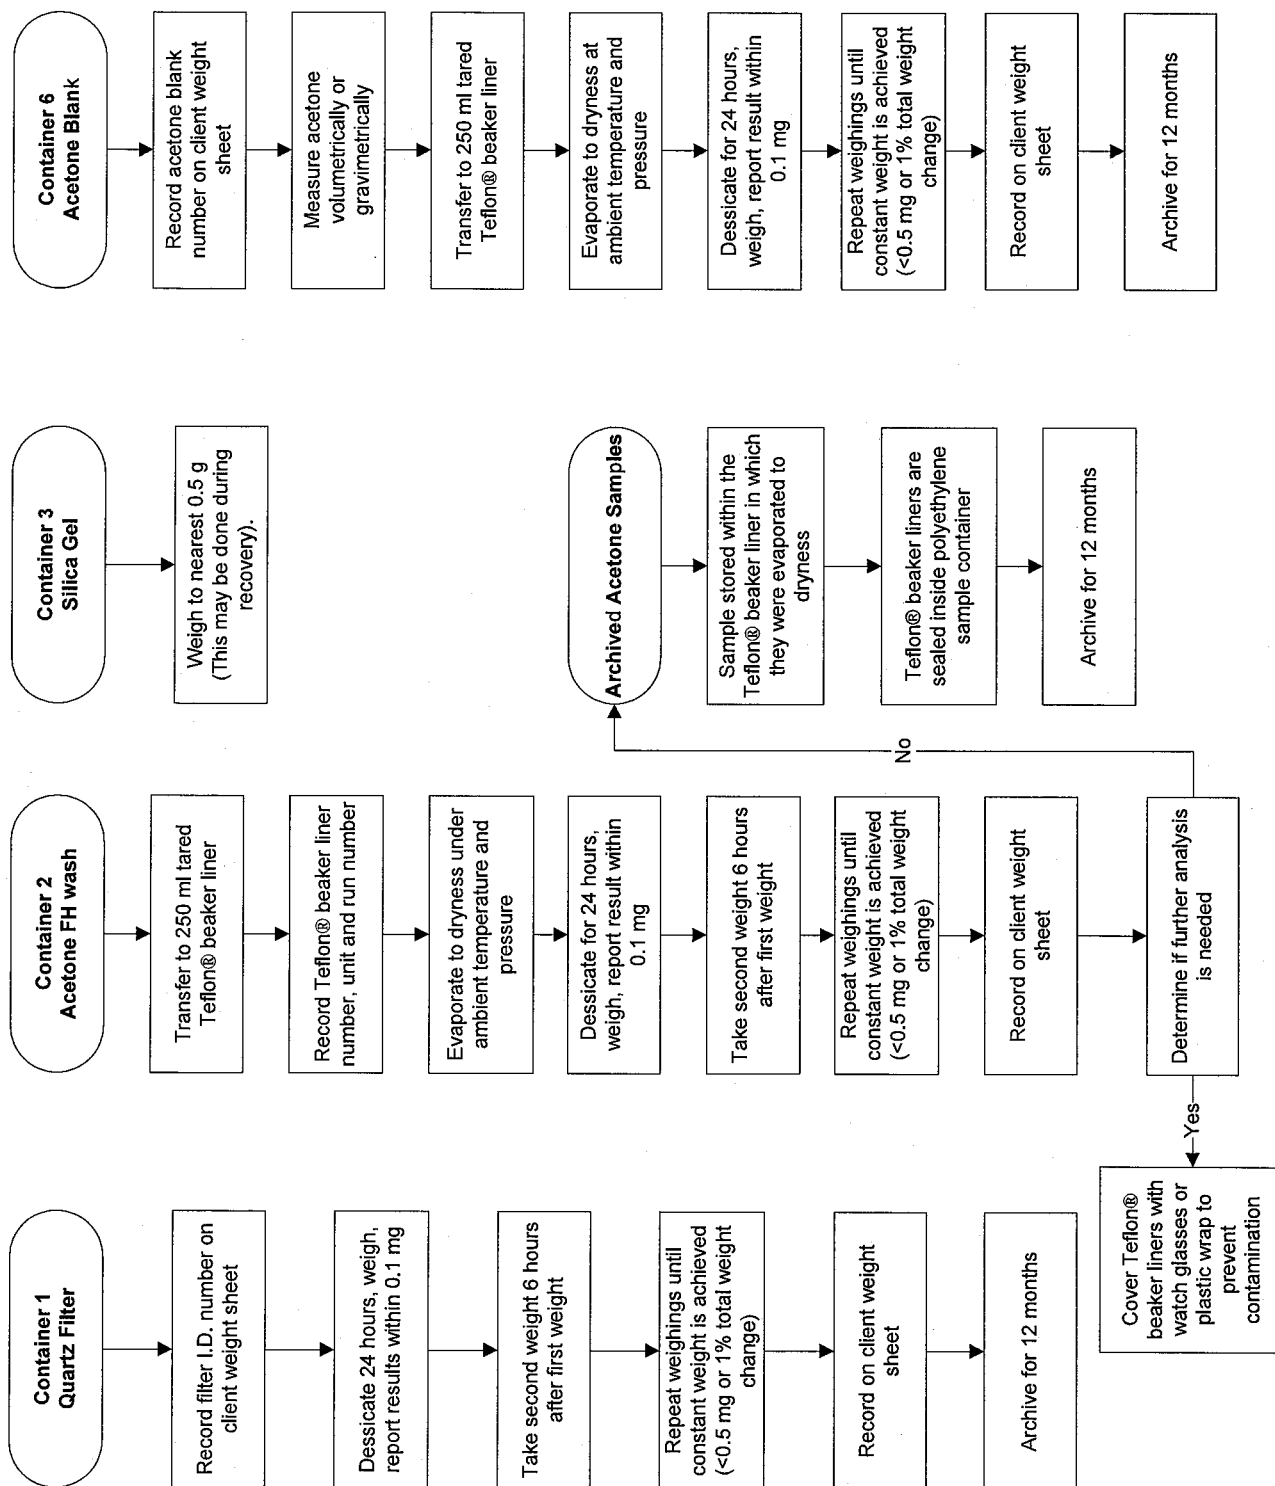 Container 1
Quartz Filter
Record filter I.D. number on
client weight sheet
Dessicate 24 hours, weigh,
report results within 0.1 mg
Take second weight 6 hours
after first weight
Repeat weighings until
constant weight is achieved
(<0.5 mg or 1% total weight
change)
Record on client weight
sheet
Archive for 12 months
Container 2
Acetone FH wash
Transfer to 250 ml tared
Teflon® beaker liner
Record Teflon® beaker liner
number, unit and run number
Evaporate to dryness under
ambient temperature and
pressure
Dessicate for 24 hours,
weigh, report result within
0.1 mg
Take second weight 6 hours
after first weight
Repeat weighings until
constant weight is achieved
(<0.5 mg or 1% total weight
change)
Record on client weight
sheet
Determine if further analysis
is needed
Yes
Cover Teflon®
beaker liners with
watch glasses or
plastic wrap to
prevent
contamination
No
Container 3
Silica Gel
Weigh to nearest 0.5 g
(This may be done during
recovery).
Archived Acetone Samples
Sample stored within the
Teflon® beaker liner in which
they were evaporated to
dryness
Teflon® beaker liners are
sealed inside polyethylene
sample container
Archive for 12 months
Container 6
Acetone Blank
Record acetone blank
number on client weight
sheet
Measure acetone
volumetrically or
gravimetrically
Transfer to 250 ml tared
Teflon® beaker liner
Evaporate to dryness at
ambient temperature and
pressure
Dessicate for 24 hours,
weigh, report result within
0.1 mg
Repeat weighings until
constant weight is achieved
(<0.5 mg or 1% total weight
change)
Record on client weight
sheet
Archive for 12 months